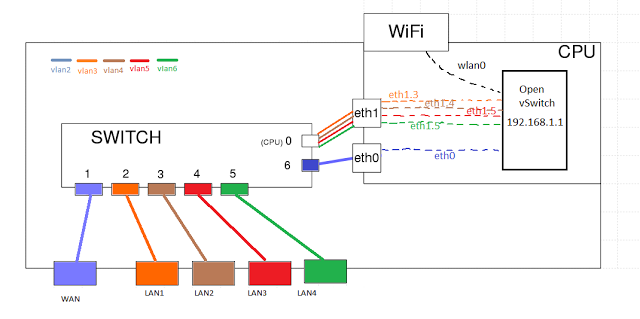 WiFi
CPU
vlan2 vlan3 vlan4 vlan5 vlan6
wlan0
Open
vSwitch
192.168.1.1
eth1.3
eth1.4
eth1.5
eth1.5
eth1
SWITCH
(CPU) 0
6
eth0
eth0
1 2 3 4 5
WAN
LAN1
LAN2
LAN3
LAN4